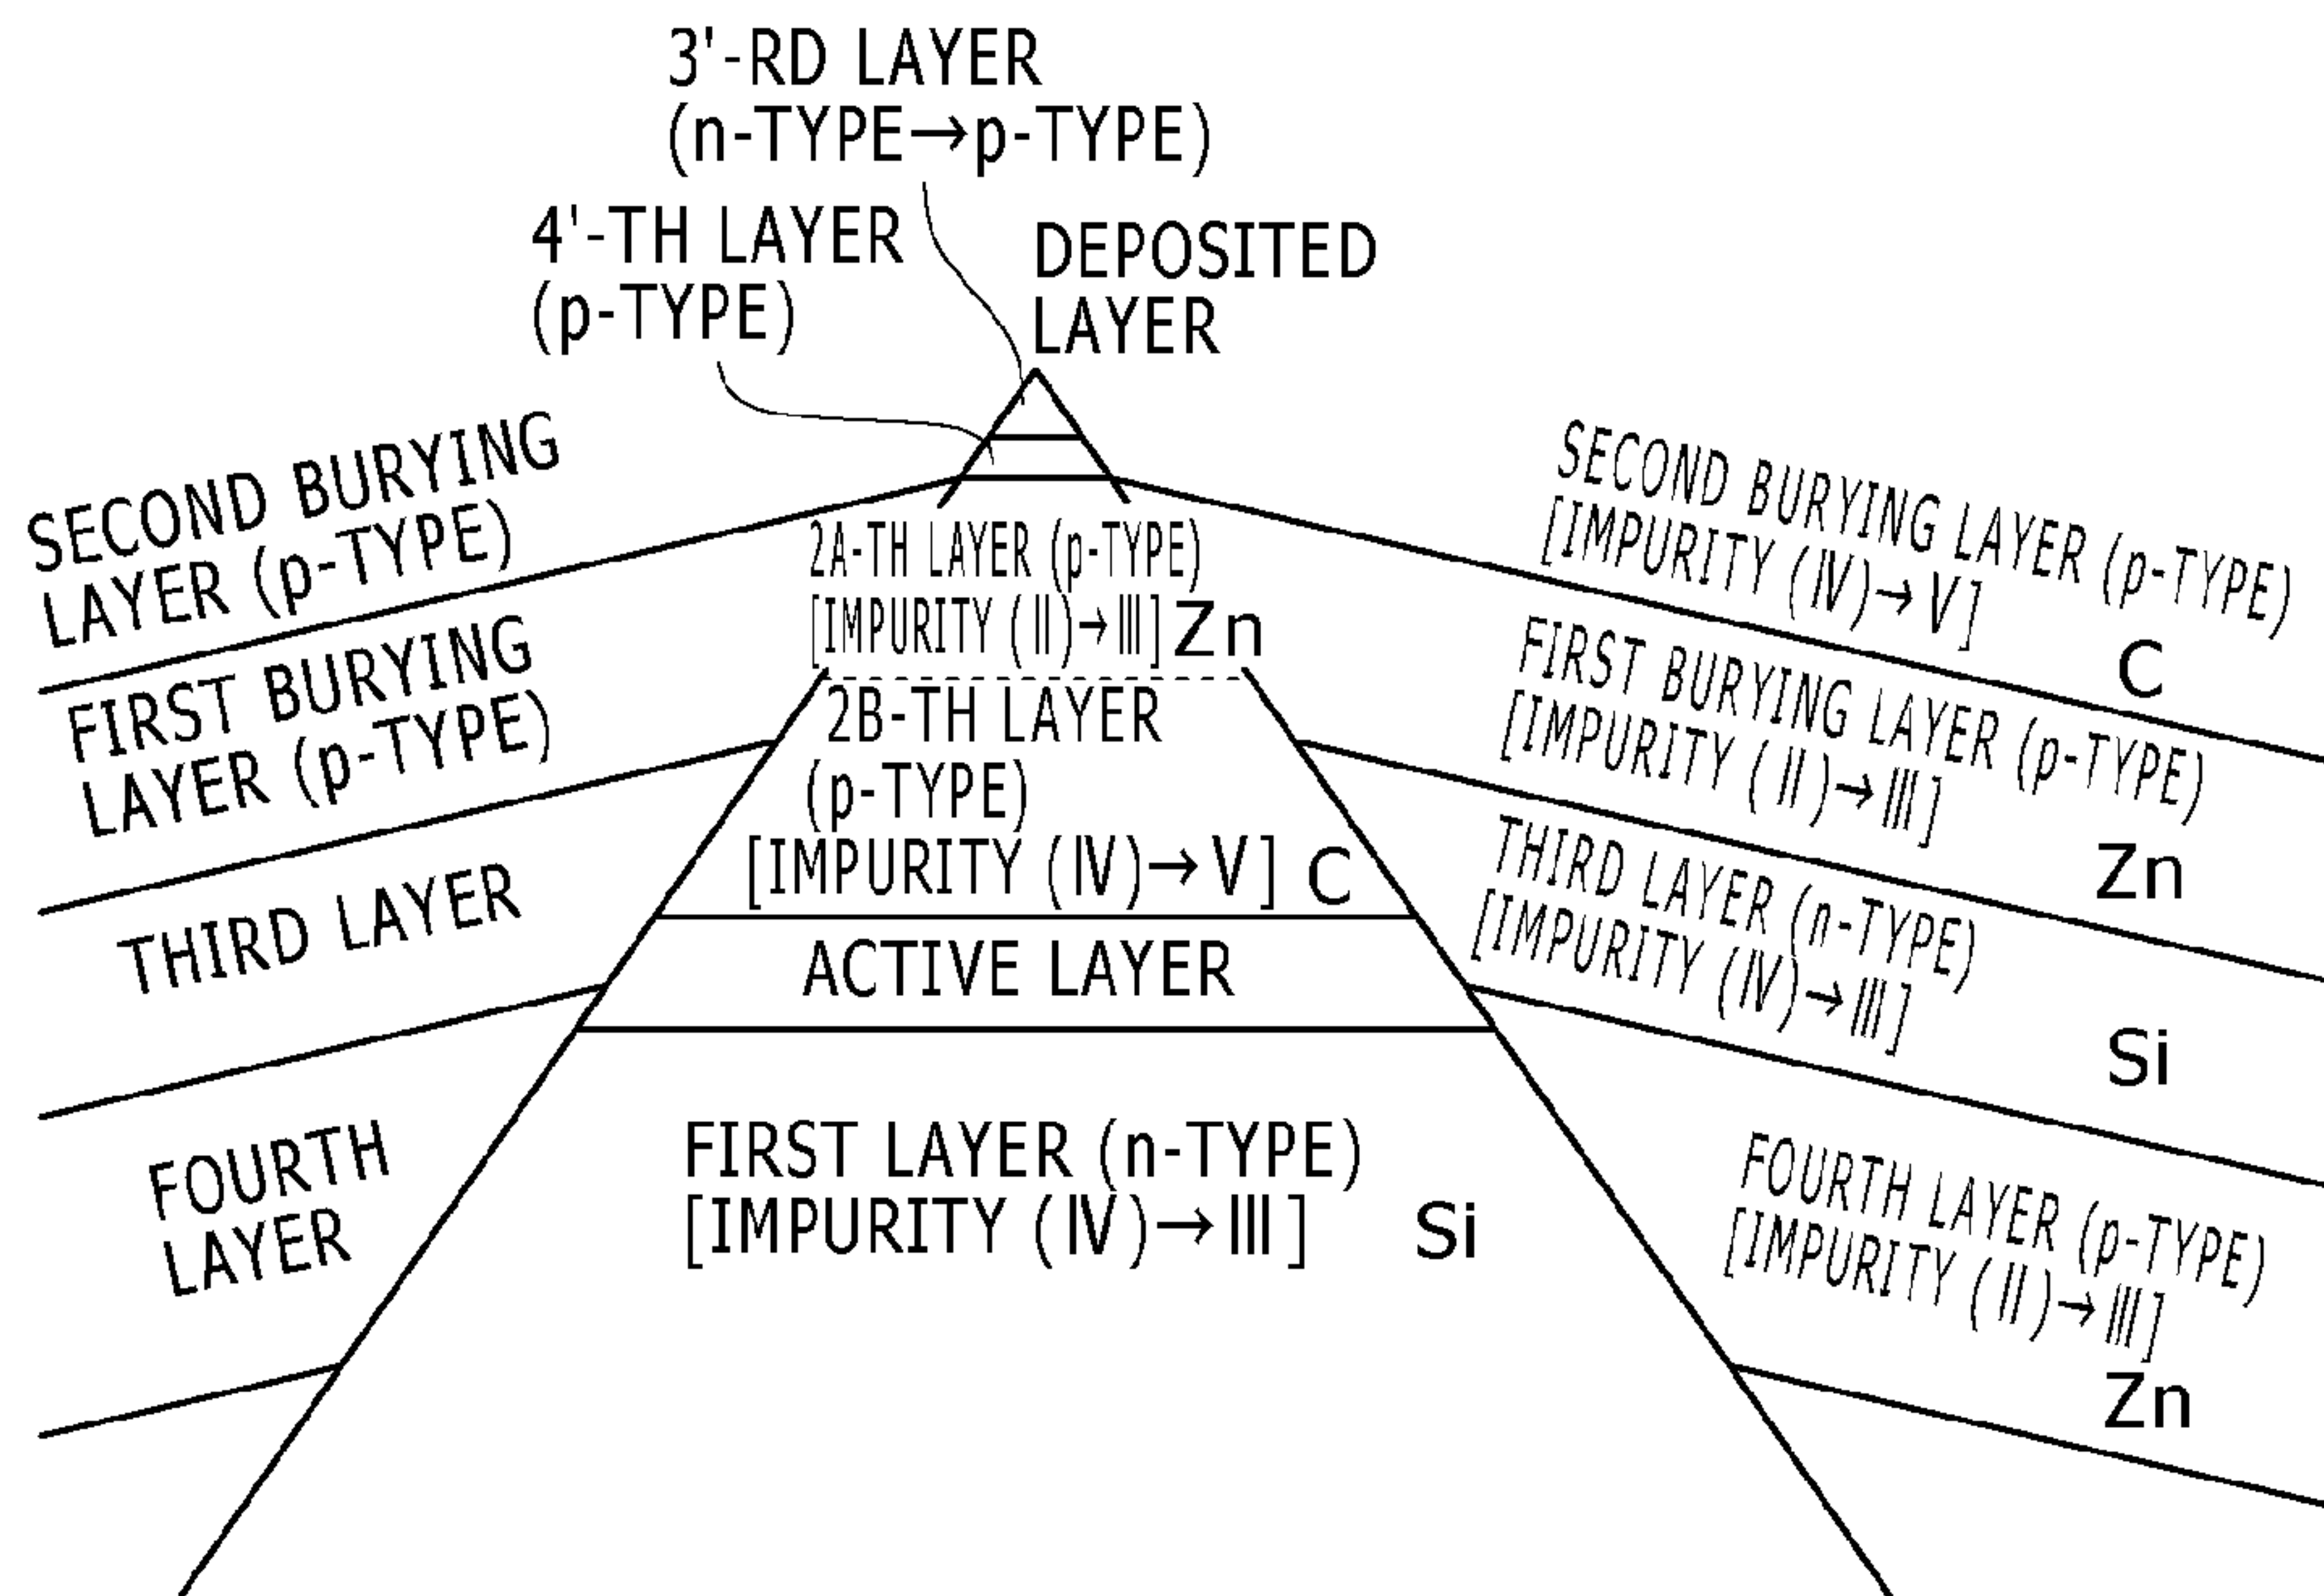 3'-RD LAYER
(n-TYPE→p-TYPE)
4'-TH LAYER
(p-TYPE)
DEPOSITED
LAYER
SECOND BURYING
LAYER (p-TYPE)
FIRST BURYING
LAYER (p-TYPE)
THIRD LAYER
FOURTH
LAYER
2A-TH LAYER (p-TYPE)
[IMPURITY (Ⅱ)→Ⅲ] Zn
2B-TH LAYER
(p-TYPE)
[IMPURITY (Ⅳ)→Ⅴ] C
ACTIVE LAYER
FIRST LAYER (n-TYPE)
[IMPURITY (Ⅳ)→Ⅲ] Si
SECOND BURYING LAYER (p-TYPE)
[IMPURITY (Ⅳ)→Ⅴ]
C
FIRST BURYING LAYER (p-TYPE)
[IMPURITY (Ⅱ)→Ⅲ]
Zn
THIRD LAYER (n-TYPE)
[IMPURITY (Ⅳ)→Ⅲ]
Si
FOURTH LAYER (p-TYPE)
[IMPURITY (Ⅱ)→Ⅲ]
Zn